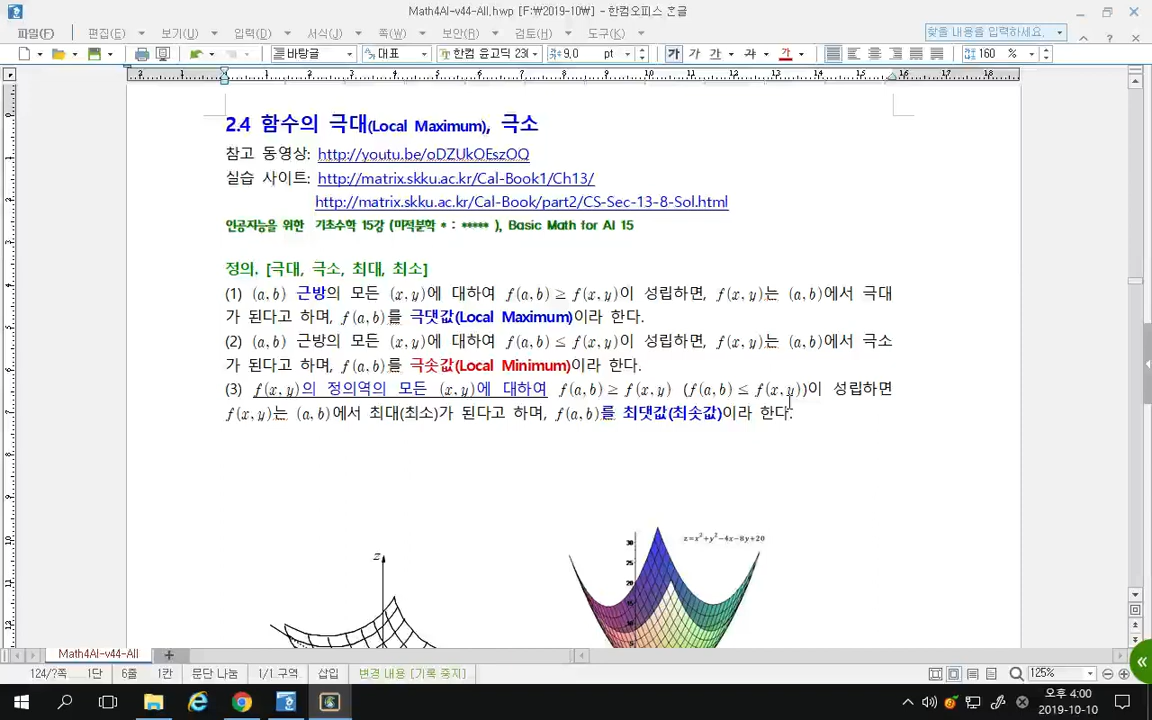 Math4AI-v44-All.hwp [F:₩2019-10₩] - 한컴오피스 한글
파일(F) 편집(E) 보기(U) 입력(D) 서식(J) 쪽(W) 보안(R) 검토(H) 도구(K) 찾을 내용을 입력하세요.
바탕글 대표 한컴 윤고딕 230 9.0 pt 가 가 가 가 가 160 %
2.4 함수의 극대(Local Maximum), 극소
참고 동영상: http://youtu.be/oDZUkOEszOQ
실습 사이트: http://matrix.skku.ac.kr/Cal-Book1/Ch13/
http://matrix.skku.ac.kr/Cal-Book/part2/CS-Sec-13-8-Sol.html
인공지능을 위한 기초수학 15강 (미적분학 * : ***** ), Basic Math for AI 15
정의. [극대, 극소, 최대, 최소]
(1) (a, b) 근방의 모든 (x, y)에 대하여 f(a, b) ≥ f(x, y)이 성립하면, f(x, y)는 (a, b)에서 극대
가 된다고 하며, f(a, b)를 극댓값(Local Maximum)이라 한다.
(2) (a, b) 근방의 모든 (x, y)에 대하여 f(a, b) ≤ f(x, y)이 성립하면, f(x, y)는 (a, b)에서 극소
가 된다고 하며, f(a, b)를 극솟값(Local Minimum)이라 한다.
(3) f(x, y)의 정의역의 모든 (x, y)에 대하여 f(a, b) ≥ f(x, y) (f(a, b) ≤ f(x, y))이 성립하면
f(x, y)는 (a, b)에서 최대(최소)가 된다고 하며, f(a, b)를 최댓값(최솟값)이라 한다.
z
z=x²+y²-4x-8y+20
30
25
20
15
5
Math4AI-v44-All
124/?쪽 1단 6줄 1칸 문단 나눔 1/1 구역 삽입 변경 내용 [기록 중지] 125%
오후 4:00
2019-10-10